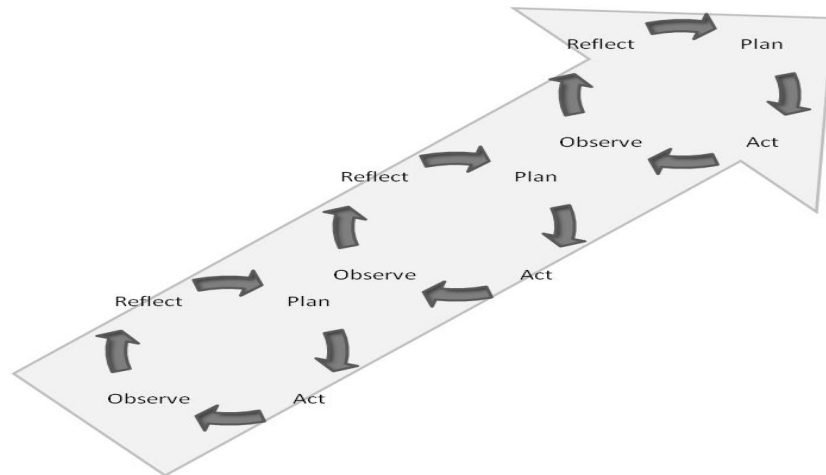 Reflect
Plan
Observe
Act
Reflect
Plan
Observe
Act
Reflect
Plan
Observe
Act